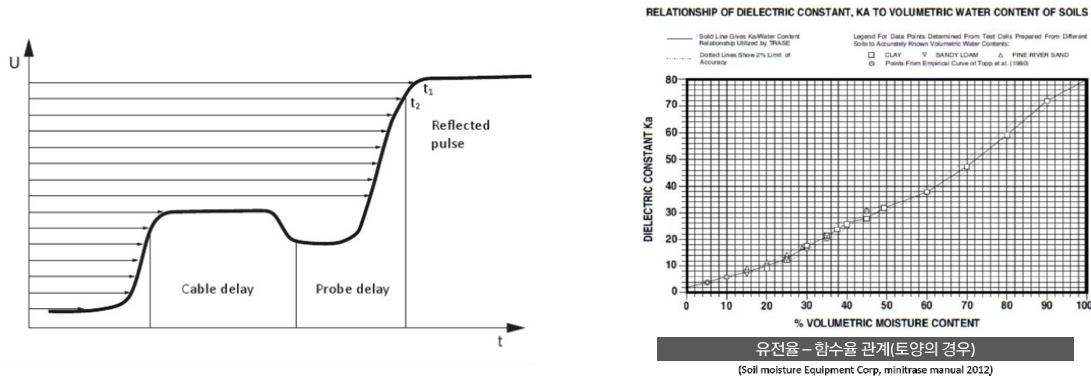 U
t₁
t₂
Reflected
pulse
Cable delay
Probe delay
t
RELATIONSHIP OF DIELECTRIC CONSTANT, KA TO VOLUMETRIC WATER CONTENT OF SOILS
Solid Line Gives Ka/Water Content
Relationship Utilized by TRASE
Dotted Lines Show 2% Limit of
Accuracy
Legend For Data Points Determined From Test Cells Prepared From Different
Soils to Accurately Known Volumetric Water Contents:
CLAY SANDY LOAM FINE RIVER SAND
Points From Empirical Curve of Topp et al. (1980)
DIELECTRIC CONSTANT Ka
80
70
60
50
40
30
20
10
0
0 10 20 30 40 50 60 70 80 90 100
% VOLUMETRIC MOISTURE CONTENT
유전율 – 함수율 관계(토양의 경우)
(Soil moisture Equipment Corp, minitrase manual 2012)